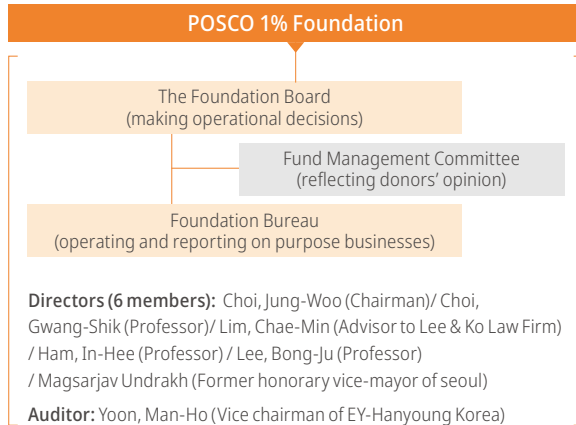 POSCO 1% Foundation
The Foundation Board
(making operational decisions)
Fund Management Committee
(reflecting donors’ opinion)
Foundation Bureau
(operating and reporting on purpose businesses)
Directors (6 members): Choi, Jung-Woo (Chairman)/ Choi,
Gwang-Shik (Professor)/ Lim, Chae-Min (Advisor to Lee & Ko Law Firm)
/ Ham, In-Hee (Professor) / Lee, Bong-Ju (Professor)
/ Magsarjav Undrakh (Former honorary vice-mayor of seoul)
Auditor: Yoon, Man-Ho (Vice chairman of EY-Hanyoung Korea)